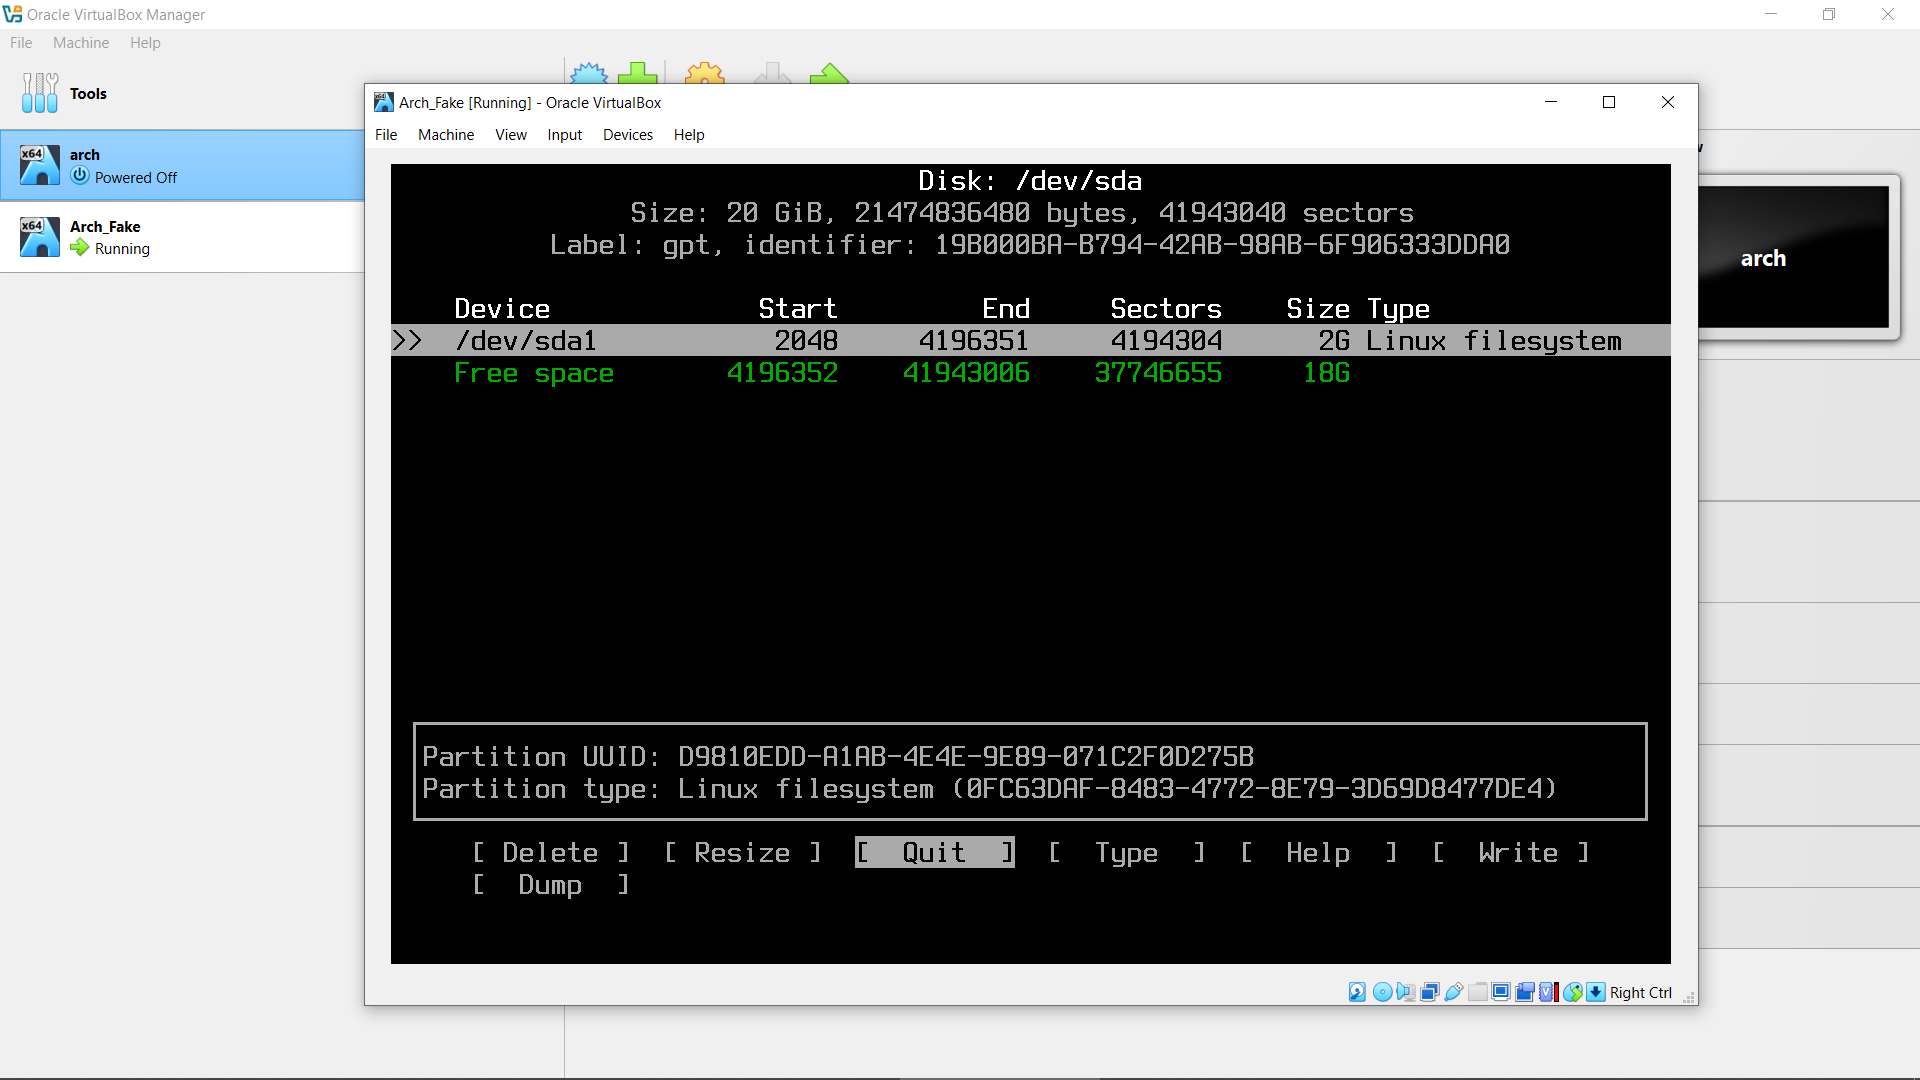 Oracle VirtualBox Manager
File Machine Help
Tools
x64 arch
Powered Off
x64 Arch_Fake
Running
arch
Arch_Fake [Running] - Oracle VirtualBox
File Machine View Input Devices Help
Disk: /dev/sda
Size: 20 GiB, 21474836480 bytes, 41943040 sectors
Label: gpt, identifier: 19B000BA-B794-42AB-98AB-6F906333DDA0
Device Start End Sectors Size Type
>> /dev/sda1 2048 4196351 4194304 2G Linux filesystem
Free space 4196352 41943006 37746655 18G
Partition UUID: D9810EDD-A1AB-4E4E-9E89-071C2F0D275B
Partition type: Linux filesystem (0FC63DAF-8483-4772-8E79-3D69D8477DE4)
[ Delete ] [ Resize ] [ Quit ] [ Type ] [ Help ] [ Write ]
[ Dump ]
Right Ctrl